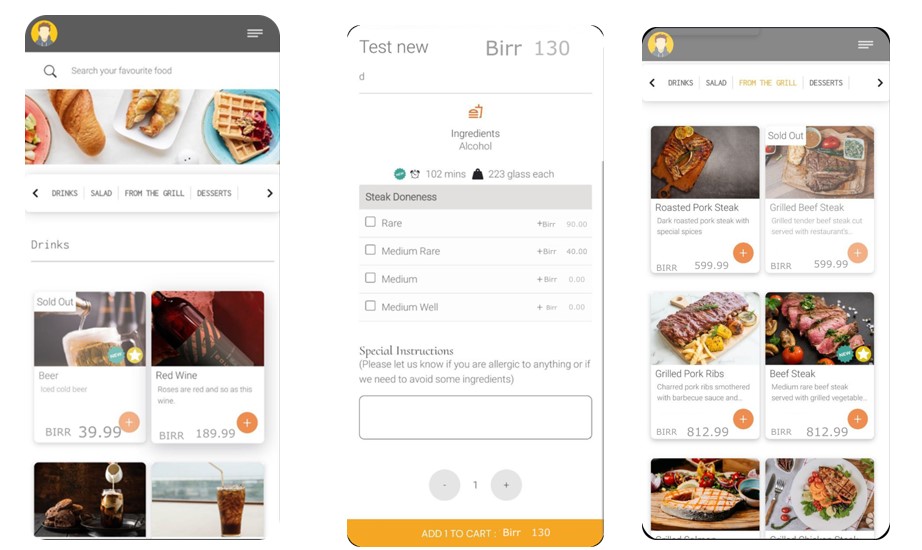 Search your favourite food
DRINKS
SALAD
FROM THE GRILL
DESSERTS
Drinks
Sold Out
NEW
Beer
Iced cold beer
BIRR 39.99
+
Red Wine
Roses are red and so as this
wine.
BIRR 189.99
+
Test new
Birr 130
d
Ingredients
Alcohol
102 mins
223 glass each
Steak Doneness
Rare +Birr 90.00
Medium Rare +Birr 40.00
Medium + Birr 0.00
Medium Well + Birr 0.00
Special Instructions
(Please let us know if you are allergic to anything or if
we need to avoid some ingredients)
- 1 +
ADD 1 TO CART : Birr 130
DRINKS
SALAD
FROM THE GRILL
DESSERTS
Roasted Pork Steak
Dark roasted pork steak with
special spices
BIRR 599.99
+
Sold Out
Grilled Beef Steak
Grilled tender beef steak cut
served with restaurant's...
BIRR 599.99
+
Grilled Pork Ribs
Charred pork ribs smothered
with barbecue sauce and...
BIRR 812.99
+
NEW
Beef Steak
Medium rare beef steak
served with grilled vegetable...
BIRR 812.99
+
Grilled Salmon
Grilled Chicken Steak